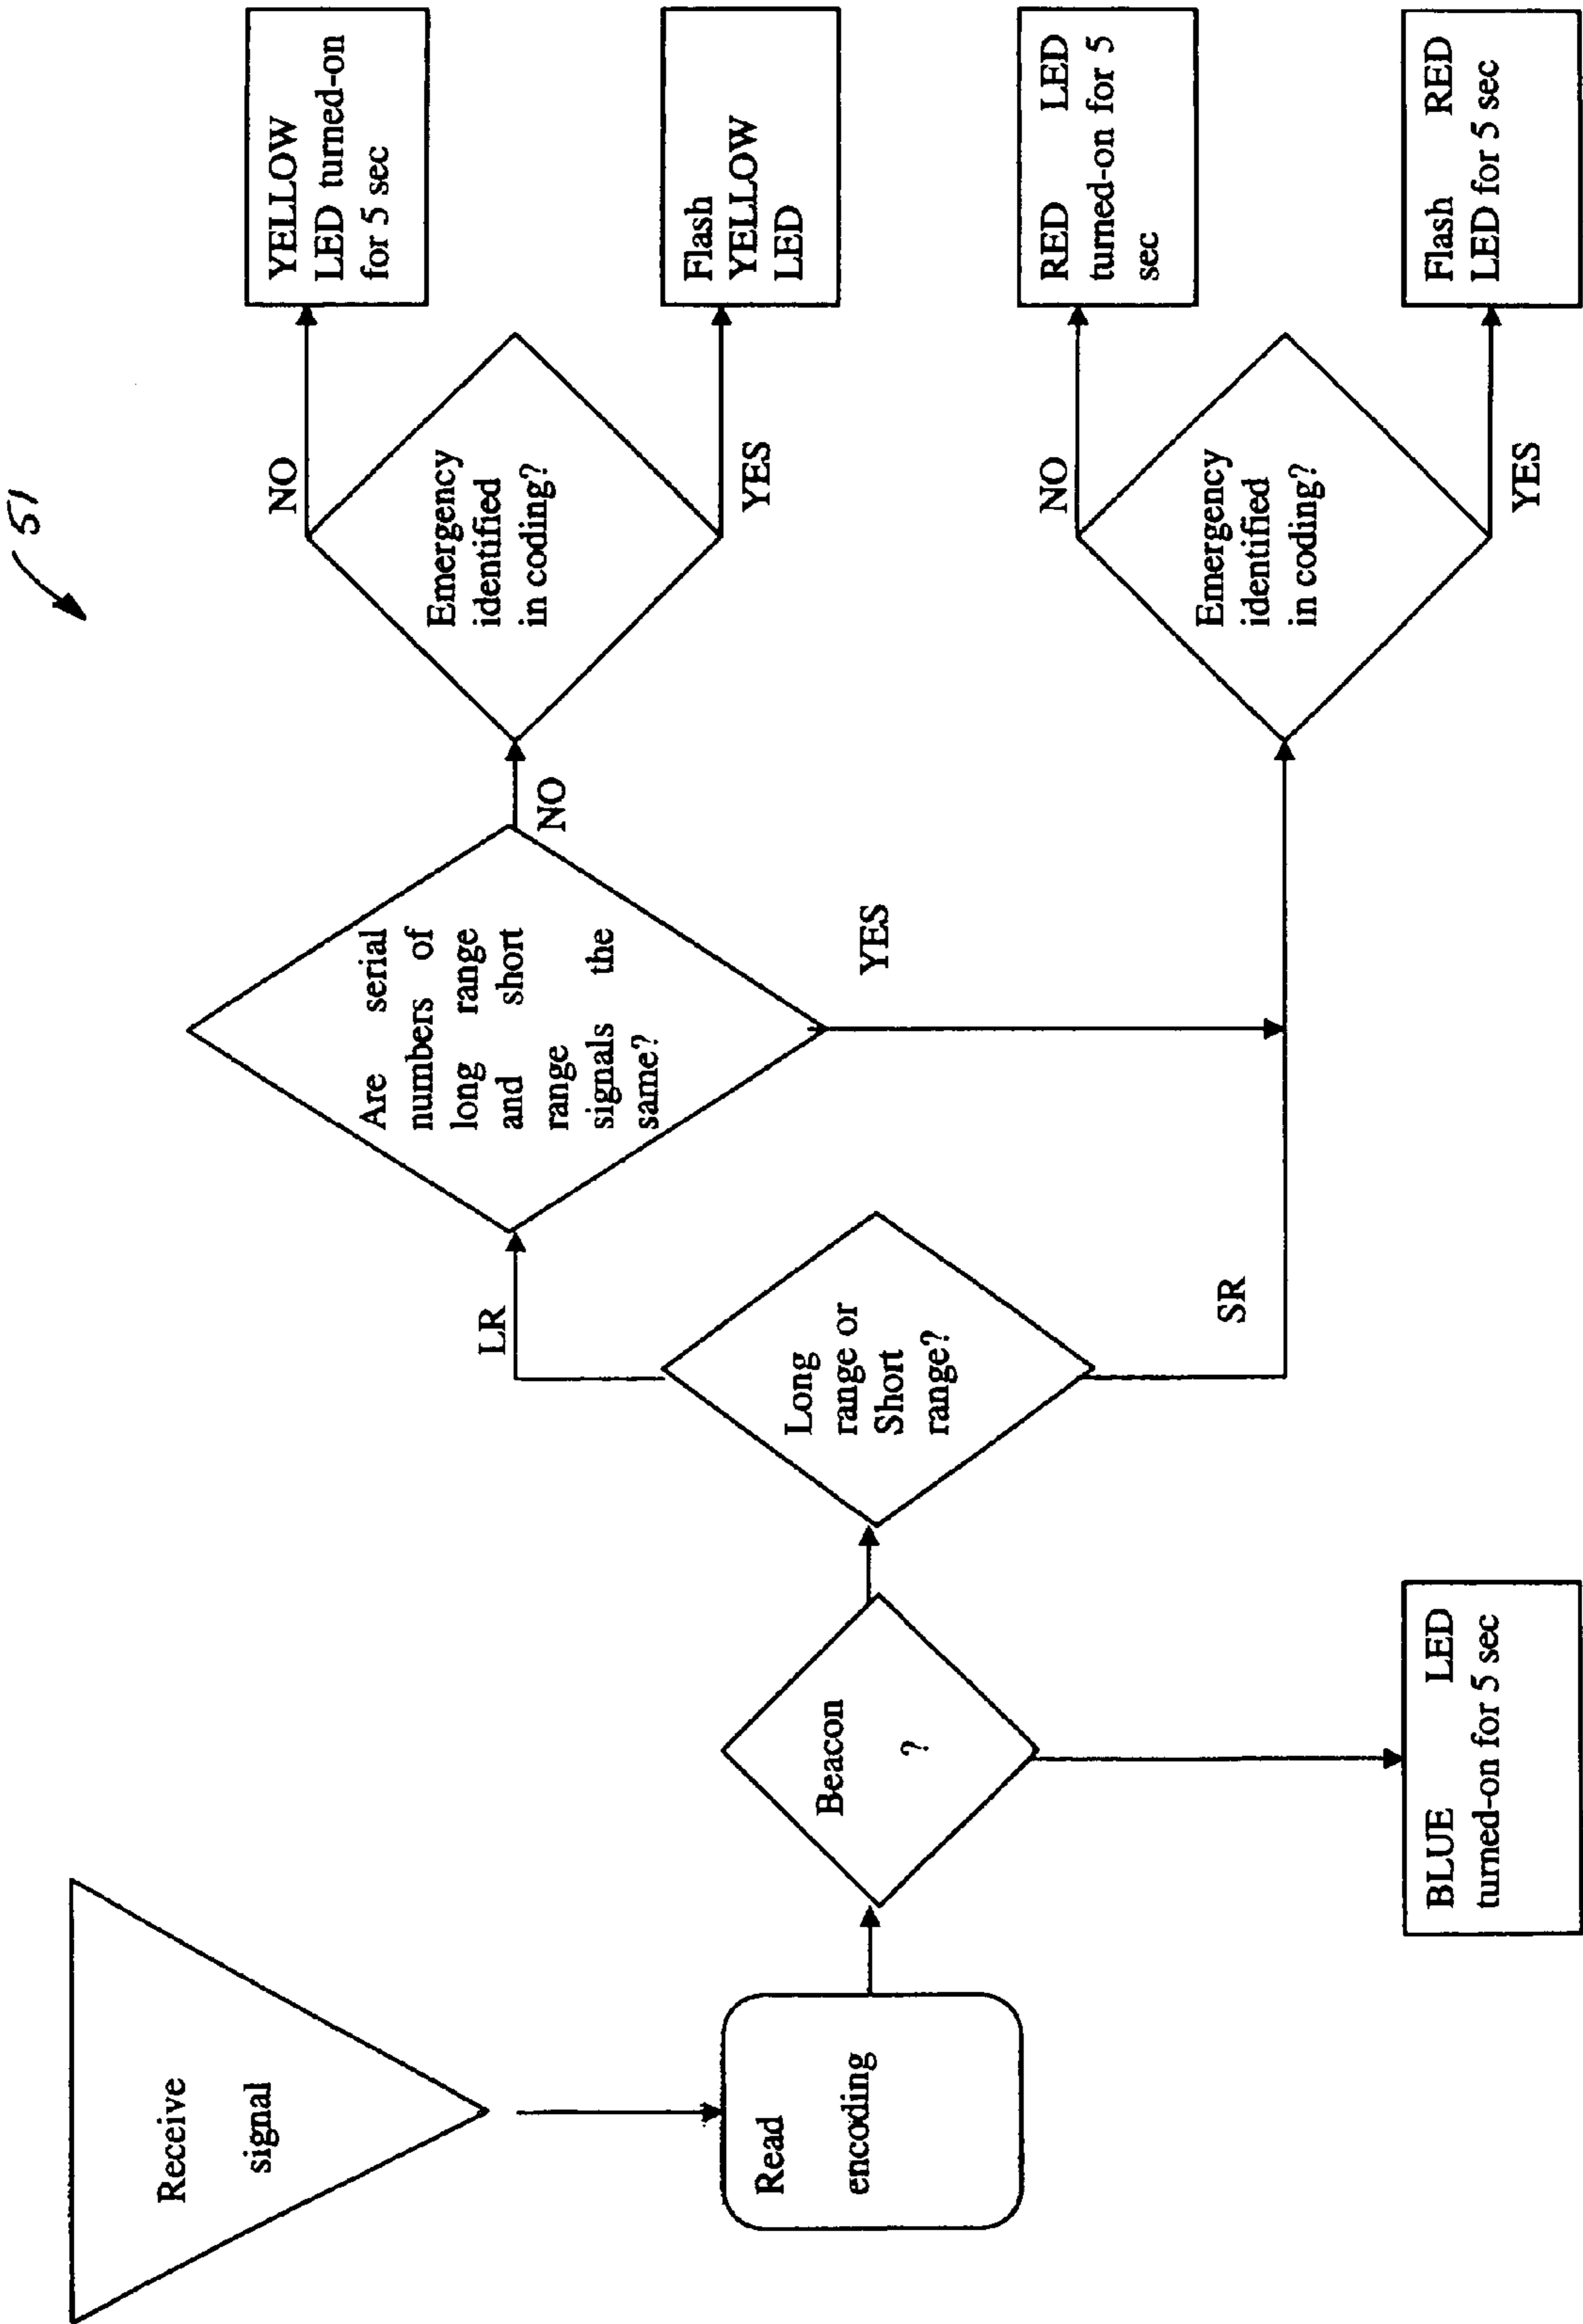 51
Receive
signal
Read
encoding
Beacon
?
BLUE LED
turned-on for 5 sec
Long
range or
Short
range?
LR
SR
Are serial
numbers of
long range
and short
range
signals the
same?
NO
YES
Emergency
identified
in coding?
NO
YES
YELLOW
LED turned-on
for 5 sec
Flash
YELLOW
LED
Emergency
identified
in coding?
NO
YES
RED LED
turned-on for 5
sec
Flash RED
LED for 5 sec